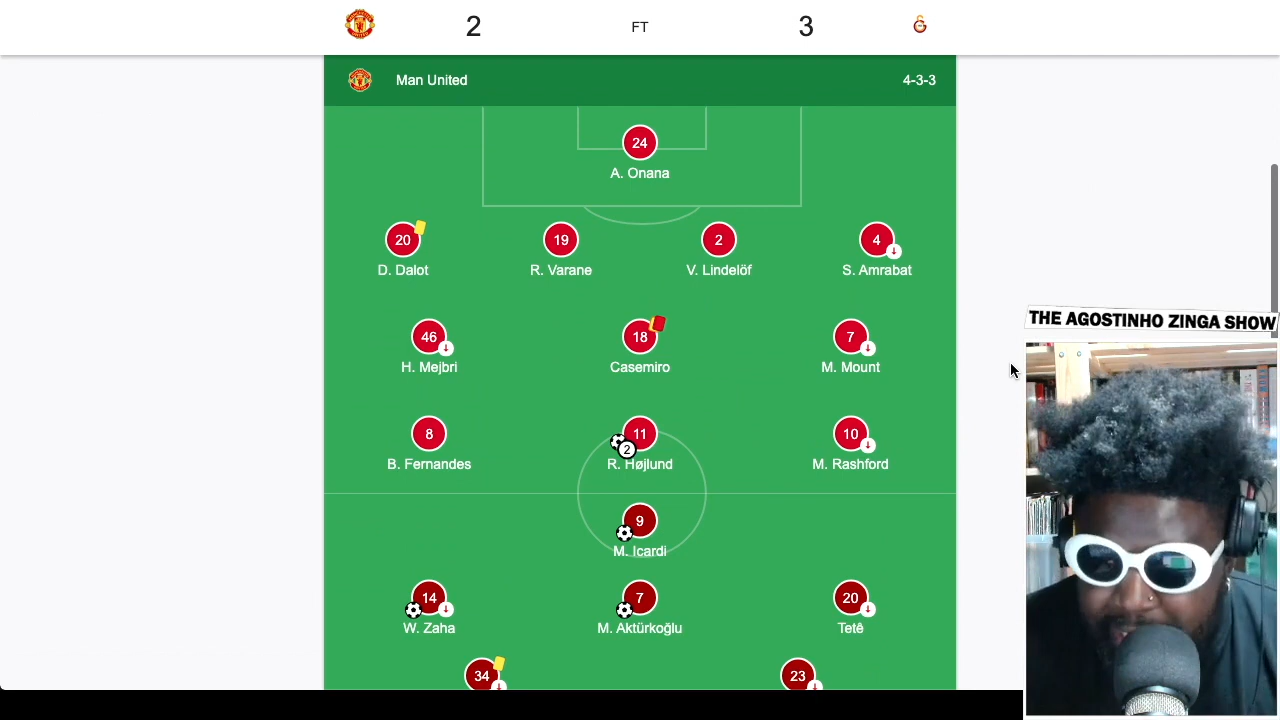 2 FT 3
Man United 4-3-3
24
A. Onana
20 19 2 4
D. Dalot R. Varane V. Lindelöf S. Amrabat
THE AGOSTINHO ZINGA SHOW
46 18 7
H. Mejbri Casemiro M. Mount
8 11 10
2
B. Fernandes R. Højlund M. Rashford
9
M. Icardi
14 7 20
W. Zaha M. Aktürkoğlu Tetê
34 23